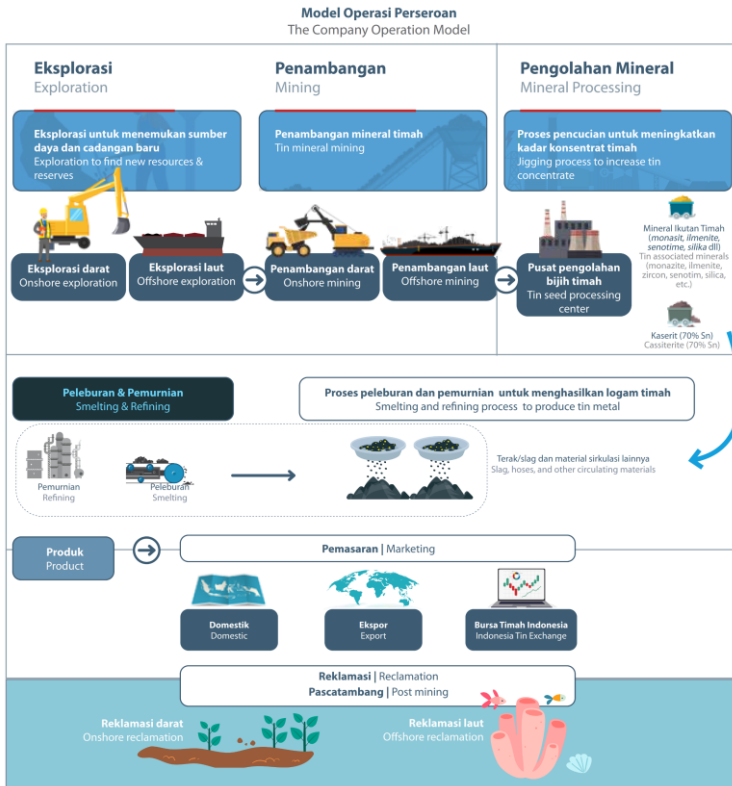 Model Operasi Perseroan
The Company Operation Model
Eksplorasi
Exploration
Penambangan
Mining
Pengolahan Mineral
Mineral Processing
Eksplorasi untuk menemukan sumber
daya dan cadangan baru
Exploration to find new resources &
reserves
Penambangan mineral timah
Tin mineral mining
Proses pencucian untuk meningkatkan
kadar konsentrat timah
Jigging process to increase tin
concentrate
Eksplorasi darat
Onshore exploration
Eksplorasi laut
Offshore exploration
Penambangan darat
Onshore mining
Penambangan laut
Offshore mining
Pusat pengolahan
bijih timah
Tin seed processing
center
Mineral Ikutan Timah
(monasit, ilmenite,
senotime, silika dll)
Tin associated minerals
(monazite, ilmenite,
zircon, senotim, silica,
etc.)
Kaserit (70% Sn)
Cassiterite (70% Sn)
Peleburan & Pemurnian
Smelting & Refining
Proses peleburan dan pemurnian untuk menghasilkan logam timah
Smelting and refining process to produce tin metal
Pemurnian
Refining
Peleburan
Smelting
Terak/slag dan material sirkulasi lainnya
Slag, hoses, and other circulating materials
Produk
Product
Pemasaran | Marketing
Domestik
Domestic
Ekspor
Export
Bursa Timah Indonesia
Indonesia Tin Exchange
Reklamasi | Reclamation
Pascatambang | Post mining
Reklamasi darat
Onshore reclamation
Reklamasi laut
Offshore reclamation